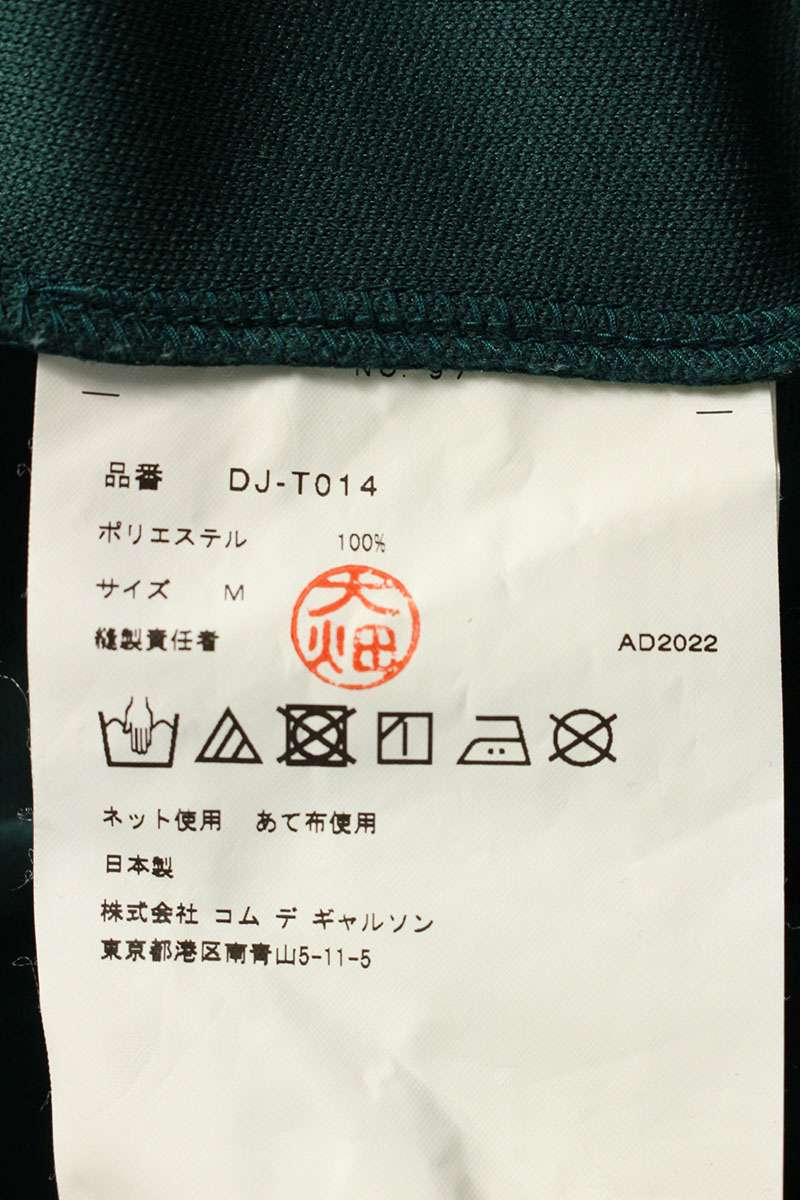 品番 DJ-T014
ポリエステル 100%
サイズ M
縫製責任者 大畑 AD2022
ネット使用 あて布使用
日本製
株式会社 コム デ ギャルソン
東京都港区南青山5-11-5